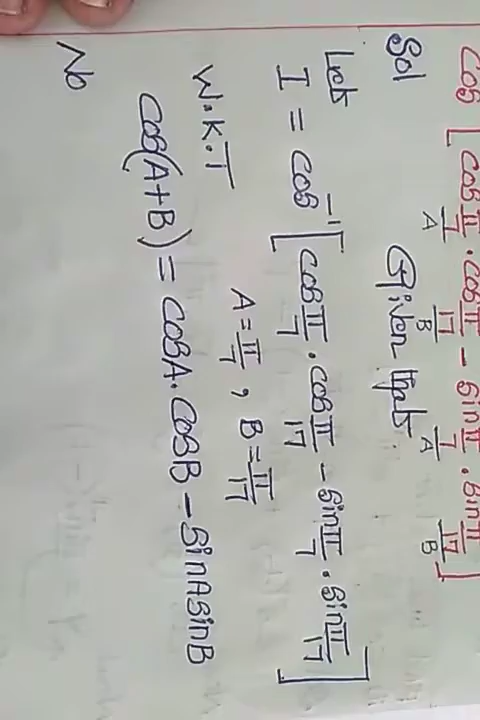 Cos [cos π/7 · cos π/17 - sin π/7 · sin π/17]
A B A B
Sol Given that
Let
I = cos⁻¹ [cos π/7 · cos π/17 - sin π/7 · sin π/17]
A = π/7 , B = π/17
W.K.T
cos(A+B) = cosA. cosB - sinA sinB
No